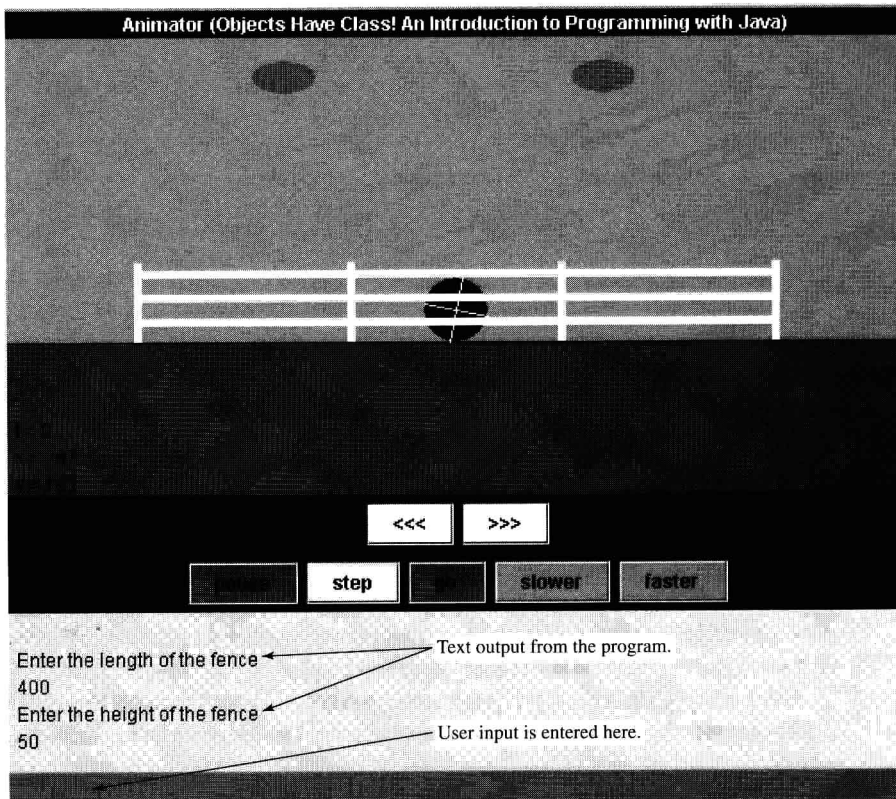 Animator (Objects Have Class! An Introduction to Programming with Java)
<<< >>>
step slower faster
Enter the length of the fence
400
Enter the height of the fence
50
Text output from the program.
User input is entered here.